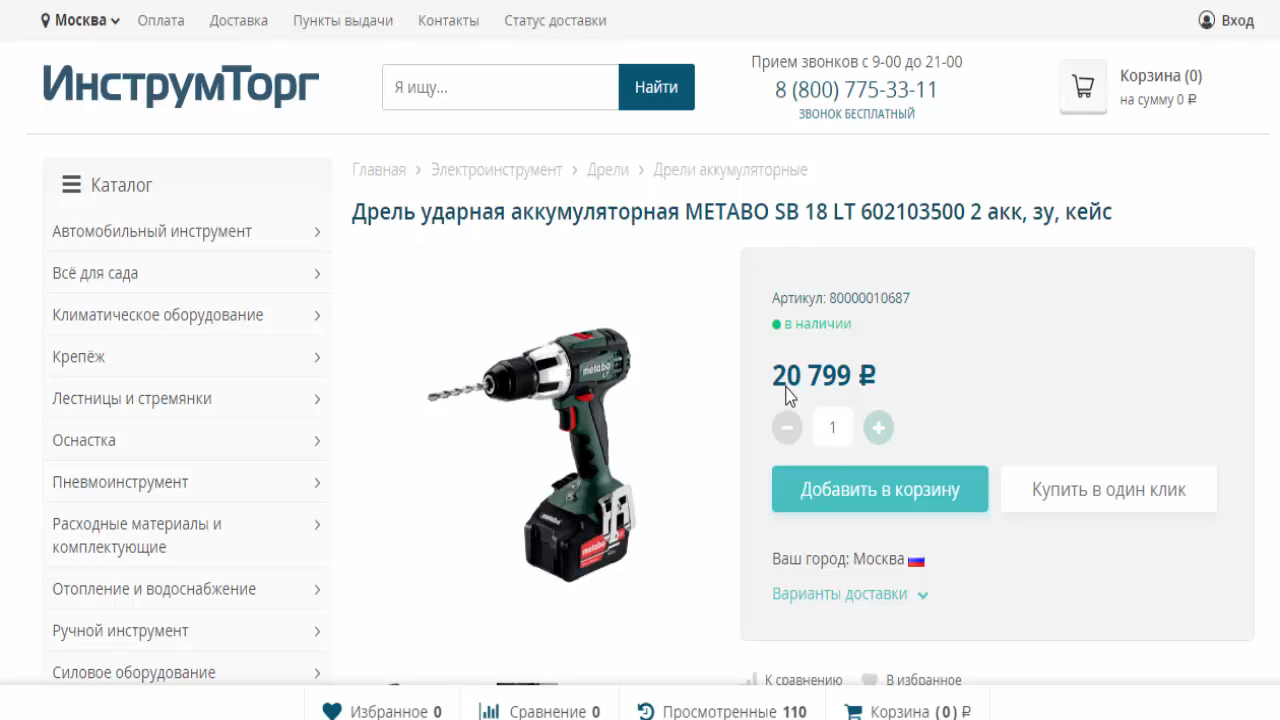 Москва Оплата Доставка Пункты выдачи Контакты Статус доставки Вход
ИнструмТорг
Я ищу...
Найти
Прием звонков с 9-00 до 21-00
8 (800) 775-33-11
ЗВОНОК БЕСПЛАТНЫЙ
Корзина (0)
на сумму 0 ₽
Каталог
Автомобильный инструмент
Всё для сада
Климатическое оборудование
Крепёж
Лестницы и стремянки
Оснастка
Пневмоинструмент
Расходные материалы и
комплектующие
Отопление и водоснабжение
Ручной инструмент
Силовое оборудование
Главная > Электроинструмент > Дрели > Дрели аккумуляторные
Дрель ударная аккумуляторная METABO SB 18 LT 602103500 2 акк, зу, кейс
metabo
metabo
Артикул: 80000010687
в наличии
20 799 ₽
1
Добавить в корзину
Купить в один клик
Ваш город: Москва
Варианты доставки
К сравнению В избранное
Избранное 0 Сравнение 0 Просмотренные 110 Корзина (0) ₽